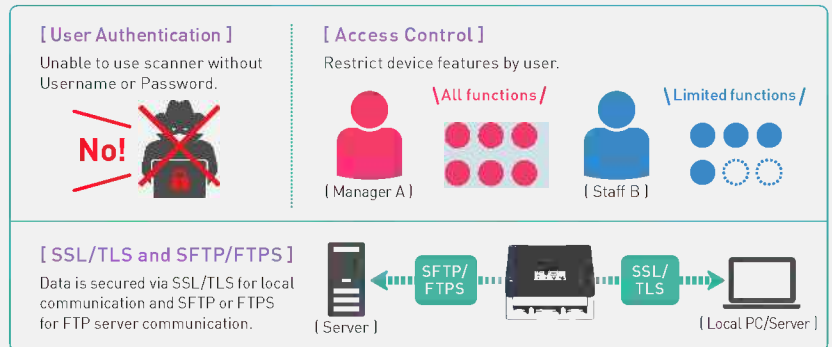 [ User Authentication ]
Unable to use scanner without
Username or Password.
No!
[ Access Control ]
Restrict device features by user.
\All functions/
( Manager A )
\Limited functions/
( Staff B )
[ SSL/TLS and SFTP/FTPS ]
Data is secured via SSL/TLS for local
communication and SFTP or FTPS
for FTP server communication.
( Server )
SFTP/
FTPS
SSL/
TLS
( Local PC/Server )